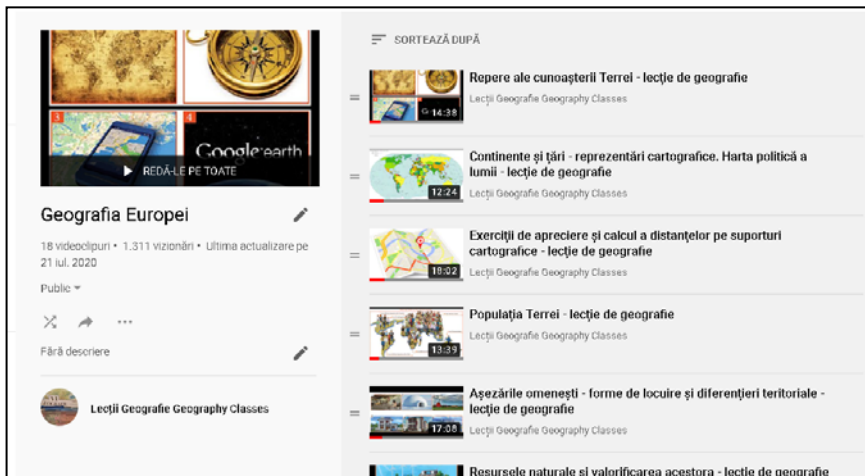 3
4
Google earth
REDĂ-LE PE TOATE
Geografia Europei
18 videoclipuri • 1.311 vizionări • Ultima actualizare pe
21 iul. 2020
Public
Fără descriere
Lecții Geografie Geography Classes
SORTEAZĂ DUPĂ
Repere ale cunoașterii Terrei - lecție de geografie
Lecții Geografie Geography Classes
14:38
Continente și țări - reprezentări cartografice. Harta politică a
lumii - lecție de geografie
Lecții Geografie Geography Classes
12:24
Exerciții de apreciere și calcul a distanțelor pe suporturi
cartografice - lecție de geografie
Lecții Geografie Geography Classes
18:02
Populația Terrei - lecție de geografie
Lecții Geografie Geography Classes
13:39
Așezările omenești - forme de locuire și diferențieri teritoriale -
lecție de geografie
Lecții Geografie Geography Classes
17:08
Resursele naturale și valorificarea acestora - lecție de geografie